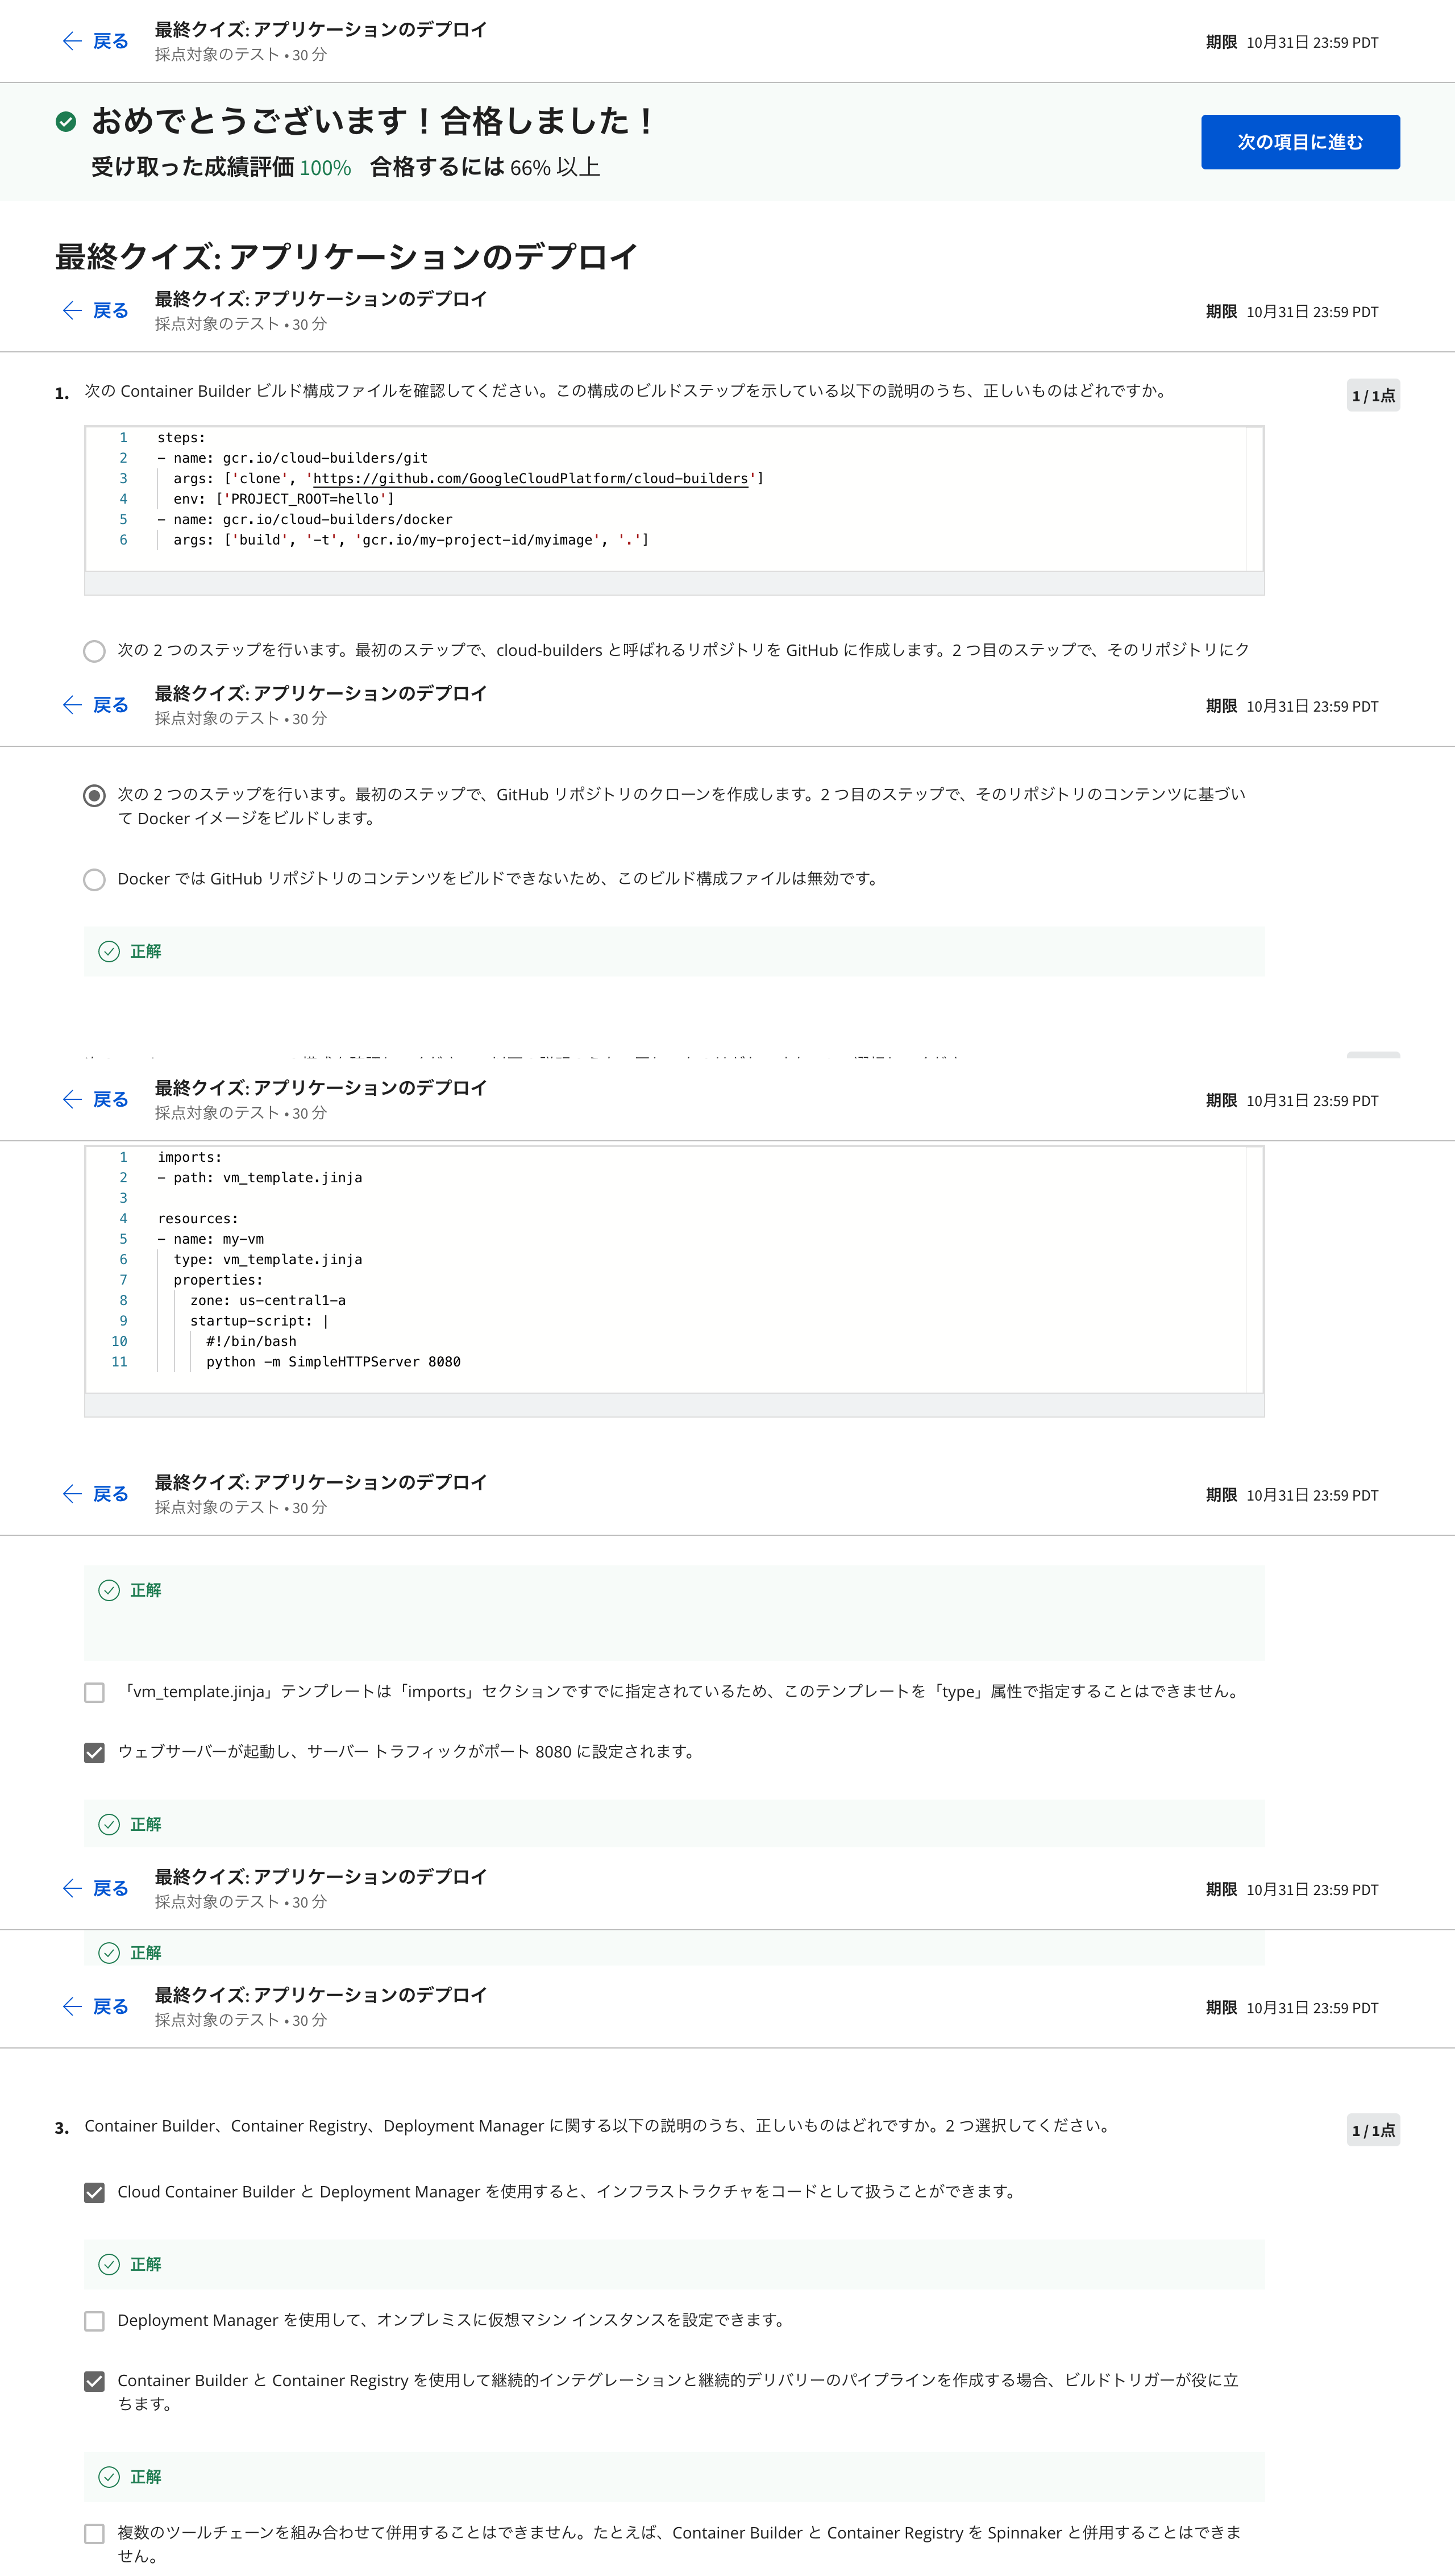 戻る
最終クイズ: アプリケーションのデプロイ
採点対象のテスト • 30 分
期限 10月31日 23:59 PDT
おめでとうございます！合格しました！
受け取った成績評価 100% 合格するには 66% 以上
次の項目に進む
最終クイズ: アプリケーションのデプロイ
戻る
最終クイズ: アプリケーションのデプロイ
採点対象のテスト • 30 分
期限 10月31日 23:59 PDT
1. 次の Container Builder ビルド構成ファイルを確認してください。この構成のビルドステップを示している以下の説明のうち、正しいものはどれですか。
1 / 1点
1 steps:
2 - name: gcr.io/cloud-builders/git
3 args: ['clone', 'https://github.com/GoogleCloudPlatform/cloud-builders']
4 env: ['PROJECT_ROOT=hello']
5 - name: gcr.io/cloud-builders/docker
6 args: ['build', '-t', 'gcr.io/my-project-id/myimage', '.']
次の 2 つのステップを行います。最初のステップで、cloud-builders と呼ばれるリポジトリを GitHub に作成します。2 つ目のステップで、そのリポジトリにク
戻る
最終クイズ: アプリケーションのデプロイ
採点対象のテスト • 30 分
期限 10月31日 23:59 PDT
次の 2 つのステップを行います。最初のステップで、GitHub リポジトリのクローンを作成します。2 つ目のステップで、そのリポジトリのコンテンツに基づい
て Docker イメージをビルドします。
Docker では GitHub リポジトリのコンテンツをビルドできないため、このビルド構成ファイルは無効です。
正解
戻る
最終クイズ: アプリケーションのデプロイ
採点対象のテスト • 30 分
期限 10月31日 23:59 PDT
1 imports:
2 - path: vm_template.jinja
3
4 resources:
5 - name: my-vm
6 type: vm_template.jinja
7 properties:
8 zone: us-central1-a
9 startup-script: |
10 #!/bin/bash
11 python -m SimpleHTTPServer 8080
戻る
最終クイズ: アプリケーションのデプロイ
採点対象のテスト • 30 分
期限 10月31日 23:59 PDT
正解
「vm_template.jinja」テンプレートは「imports」セクションですでに指定されているため、このテンプレートを「type」属性で指定することはできません。
ウェブサーバーが起動し、サーバー トラフィックがポート 8080 に設定されます。
正解
戻る
最終クイズ: アプリケーションのデプロイ
採点対象のテスト • 30 分
期限 10月31日 23:59 PDT
正解
戻る
最終クイズ: アプリケーションのデプロイ
採点対象のテスト • 30 分
期限 10月31日 23:59 PDT
3. Container Builder、Container Registry、Deployment Manager に関する以下の説明のうち、正しいものはどれですか。2 つ選択してください。
1 / 1点
Cloud Container Builder と Deployment Manager を使用すると、インフラストラクチャをコードとして扱うことができます。
正解
Deployment Manager を使用して、オンプレミスに仮想マシン インスタンスを設定できます。
Container Builder と Container Registry を使用して継続的インテグレーションと継続的デリバリーのパイプラインを作成する場合、ビルドトリガーが役に立
ちます。
正解
複数のツールチェーンを組み合わせて併用することはできません。たとえば、Container Builder と Container Registry を Spinnaker と併用することはできま
せん。